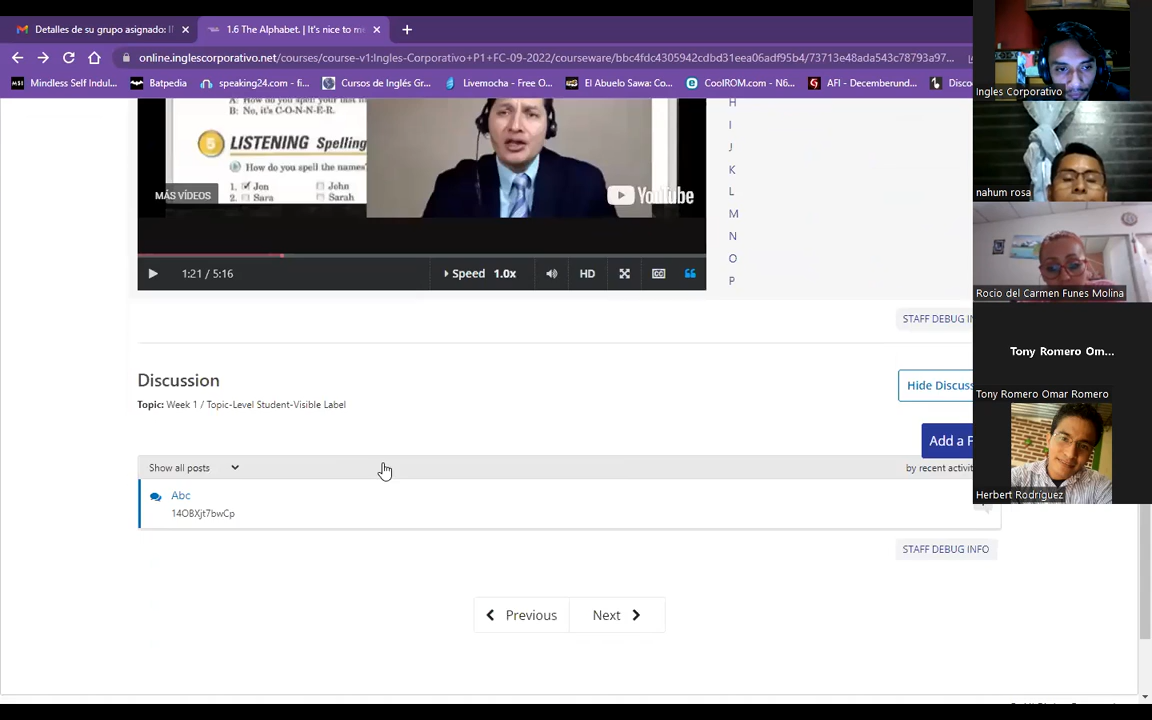 Detalles de su grupo asignado: I
1.6 The Alphabet. | It's nice to m
online.inglescorporativo.net/courses/course-v1:Ingles-Corporativo+P1+FC-09-2022/courseware/bbc4fdc4305942cdbd31eea06adf95b4/73713e48ada543c78793a97...
Mindless Self Indul...
Batpedia
speaking24.com - fi...
Cursos de Inglés Gr...
Livemocha - Free O...
El Abuelo Sawa: Co...
CoolROM.com - N6...
AFI - Decemberund...
Disco
Ingles Corporativo
nahum rosa
Rocio del Carmen Funes Molina
Tony Romero Om...
Tony Romero Omar Romero
Herbert Rodríguez
A: How do you spell your last
B: No, it's C-O-N-N-E-R.
5 LISTENING Spelling
How do you spell the names
1. Jon John
2. Sara Sarah
MÁS VÍDEOS
YouTube
H
I
J
K
L
M
N
O
P
1:21 / 5:16
Speed 1.0x
HD
STAFF DEBUG IN
Discussion
Hide Discuss
Topic: Week 1 / Topic-Level Student-Visible Label
Add a P
Show all posts
by recent activit
Abc
14OBXjt7bwCp
STAFF DEBUG INFO
Previous
Next